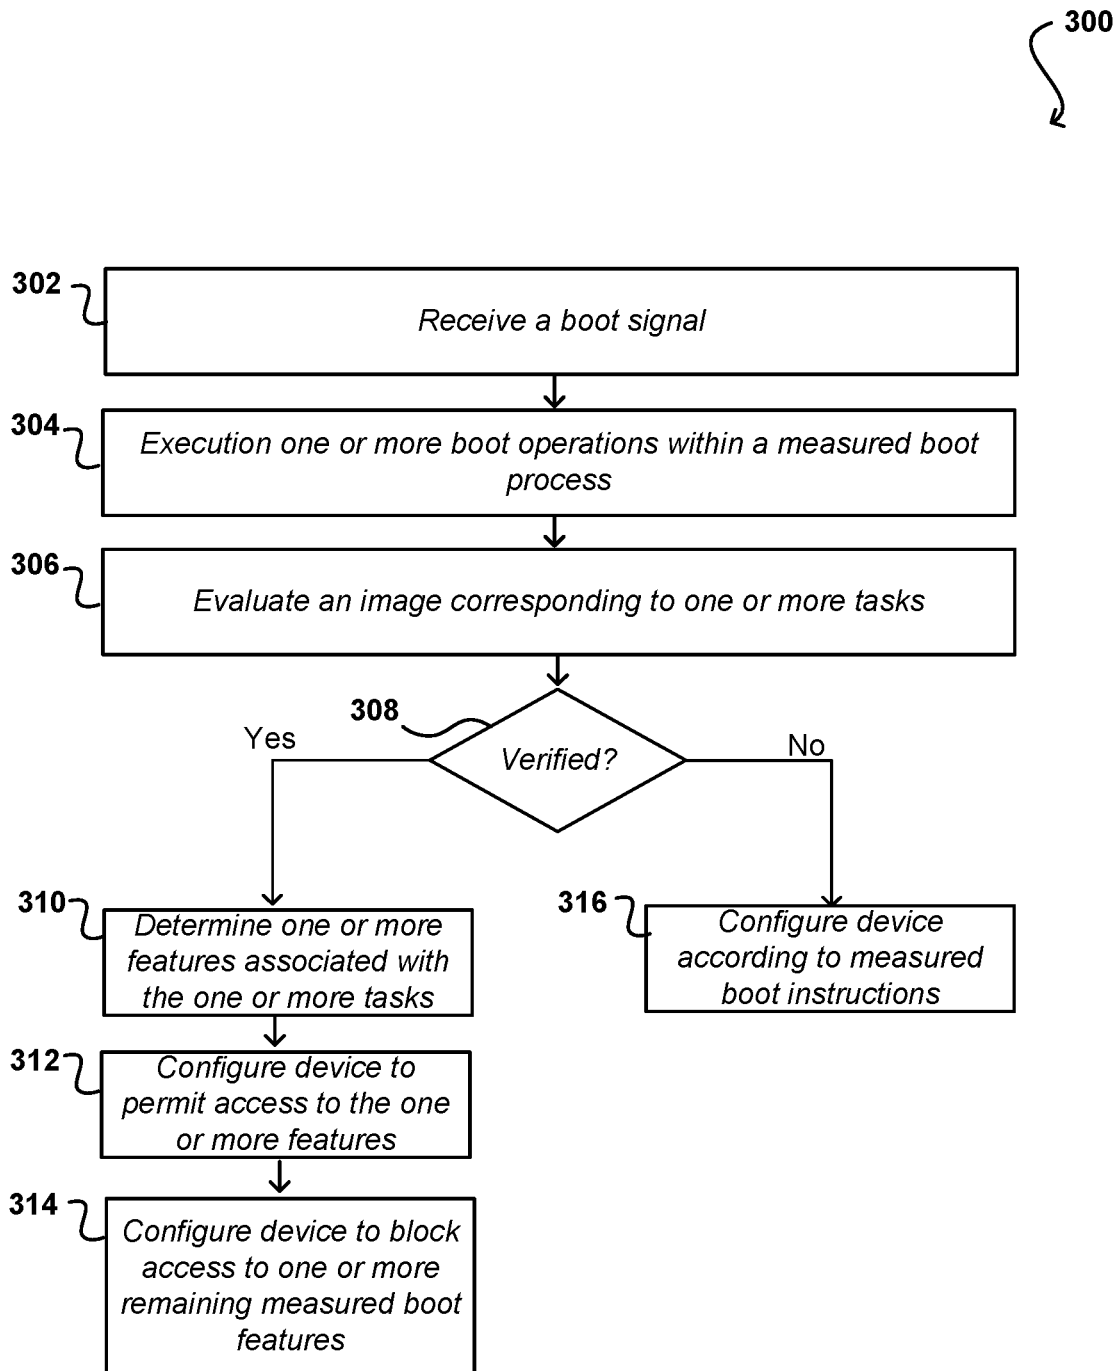 300
302
Receive a boot signal
304
Execution one or more boot operations within a measured boot
process
306
Evaluate an image corresponding to one or more tasks
308
Yes
Verified?
No
310
Determine one or more
features associated with
the one or more tasks
316
Configure device
according to measured
boot instructions
312
Configure device to
permit access to the one
or more features
314
Configure device to block
access to one or more
remaining measured boot
features